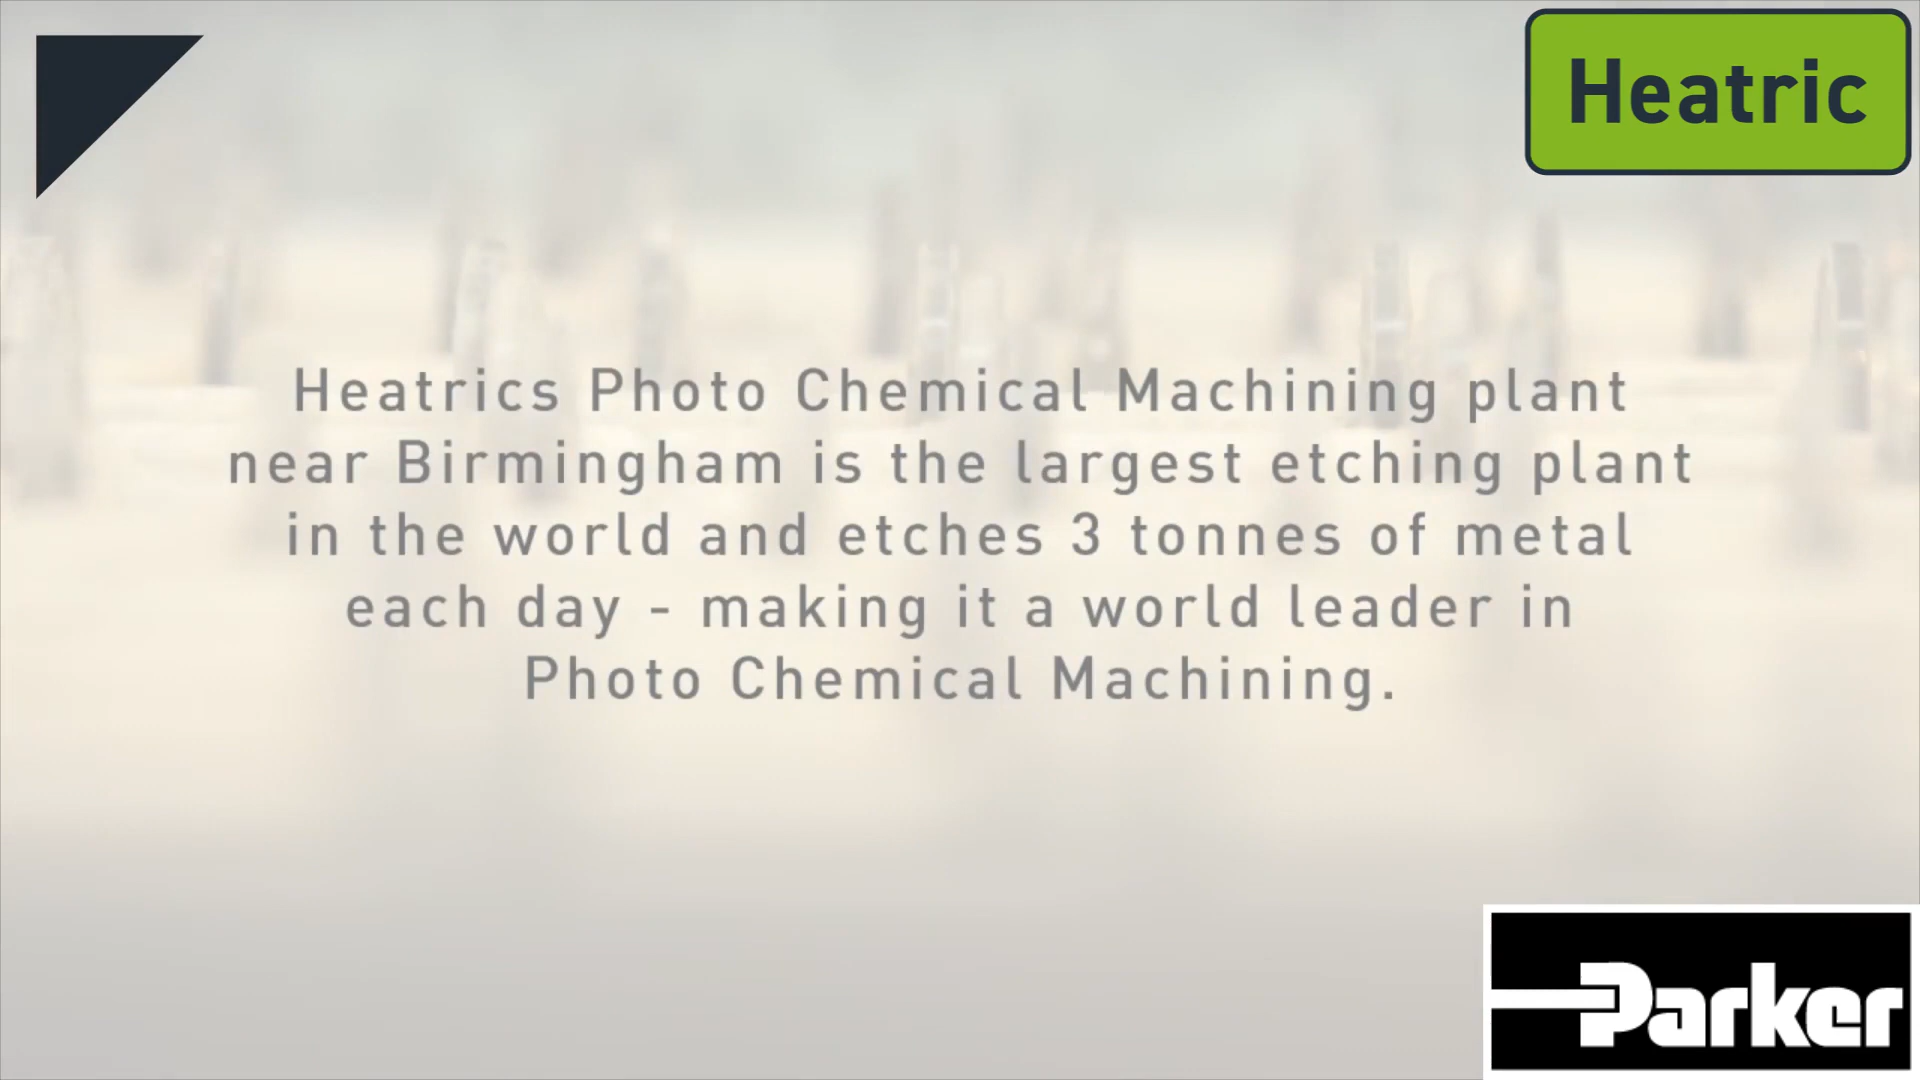 Heatric
Heatrics Photo Chemical Machining plant
near Birmingham is the largest etching plant
in the world and etches 3 tonnes of metal
each day - making it a world leader in
Photo Chemical Machining.
Parker